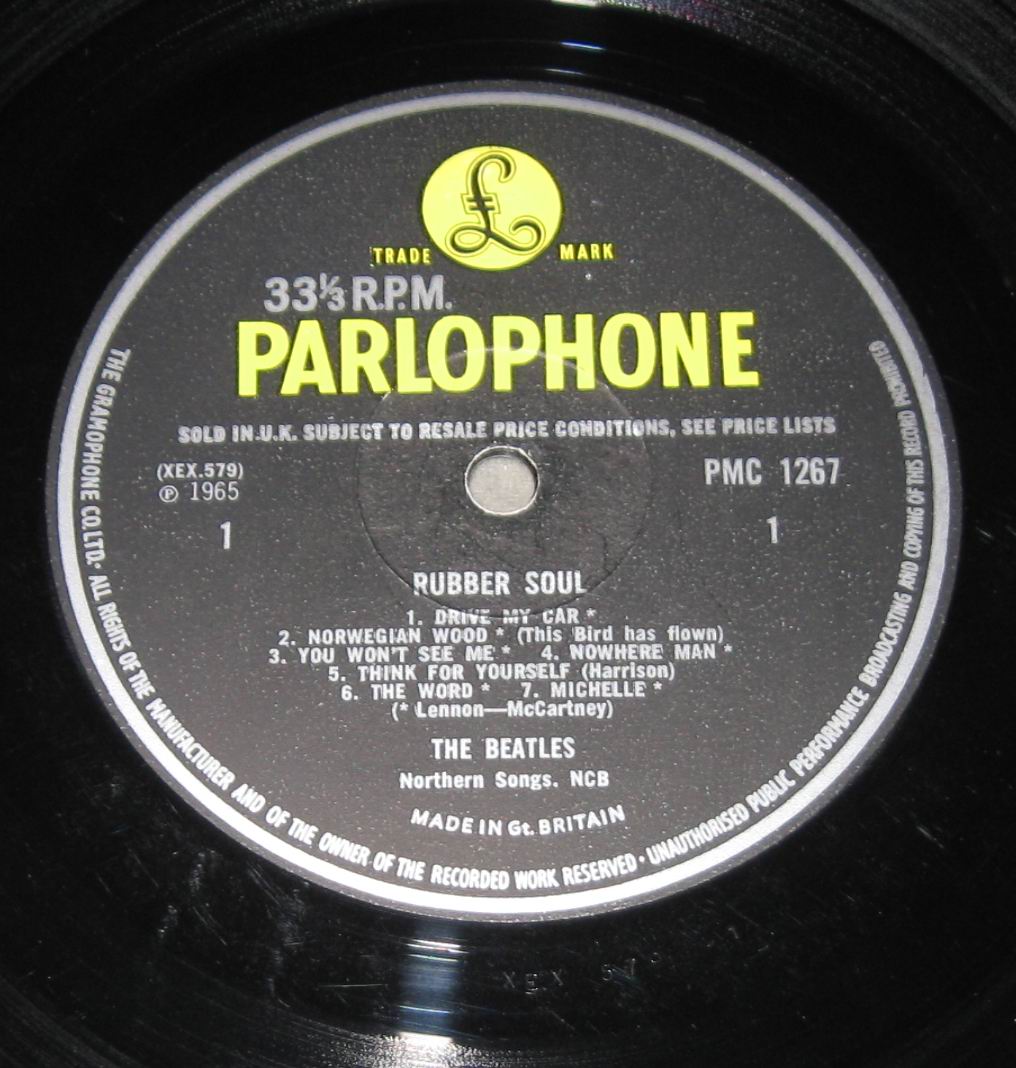 £
TRADE MARK
33⅓ R.P.M.
PARLOPHONE
SOLD IN U.K. SUBJECT TO RESALE PRICE CONDITIONS, SEE PRICE LISTS
(XEX.579)
℗ 1965
PMC 1267
1
1
RUBBER SOUL
1. DRIVE MY CAR *
2. NORWEGIAN WOOD * (This Bird has flown)
3. YOU WON'T SEE ME * 4. NOWHERE MAN *
5. THINK FOR YOURSELF (Harrison)
6. THE WORD * 7. MICHELLE *
(* Lennon—McCartney)
THE BEATLES
Northern Songs. NCB
MADE IN Gt. BRITAIN
THE GRAMOPHONE CO. LTD. · ALL RIGHTS OF THE MANUFACTURER AND OF THE OWNER OF THE RECORDED WORK RESERVED · UNAUTHORISED PUBLIC PERFORMANCE BROADCASTING AND COPYING OF THIS RECORD PROHIBITED
XEX